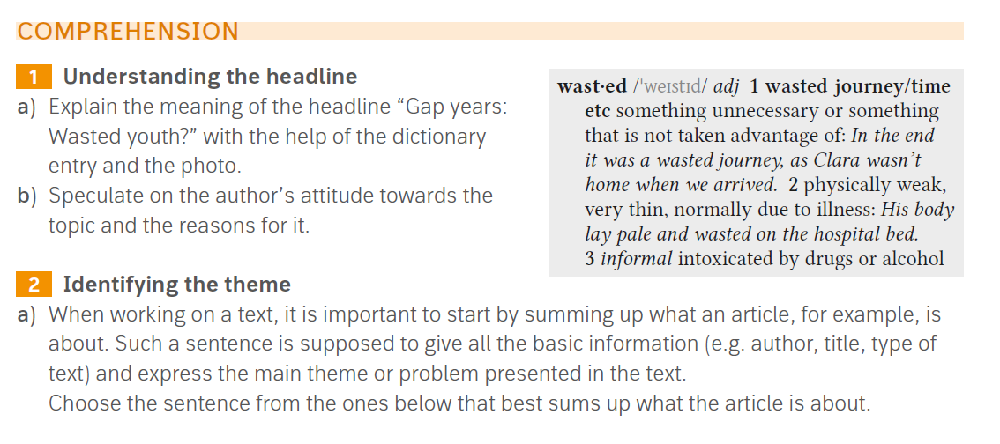 COMPREHENSION
1 Understanding the headline
a) Explain the meaning of the headline “Gap years:
Wasted youth?” with the help of the dictionary
entry and the photo.
b) Speculate on the author’s attitude towards the
topic and the reasons for it.
wast·ed /ˈweɪstɪd/ adj 1 wasted journey/time
etc something unnecessary or something
that is not taken advantage of: In the end
it was a wasted journey, as Clara wasn’t
home when we arrived. 2 physically weak,
very thin, normally due to illness: His body
lay pale and wasted on the hospital bed.
3 informal intoxicated by drugs or alcohol
2 Identifying the theme
a) When working on a text, it is important to start by summing up what an article, for example, is
about. Such a sentence is supposed to give all the basic information (e.g. author, title, type of
text) and express the main theme or problem presented in the text.
Choose the sentence from the ones below that best sums up what the article is about.